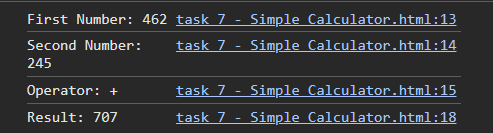 First Number: 462 task 7 - Simple Calculator.html:13
Second Number: task 7 - Simple Calculator.html:14
245
Operator: + task 7 - Simple Calculator.html:15
Result: 707 task 7 - Simple Calculator.html:18